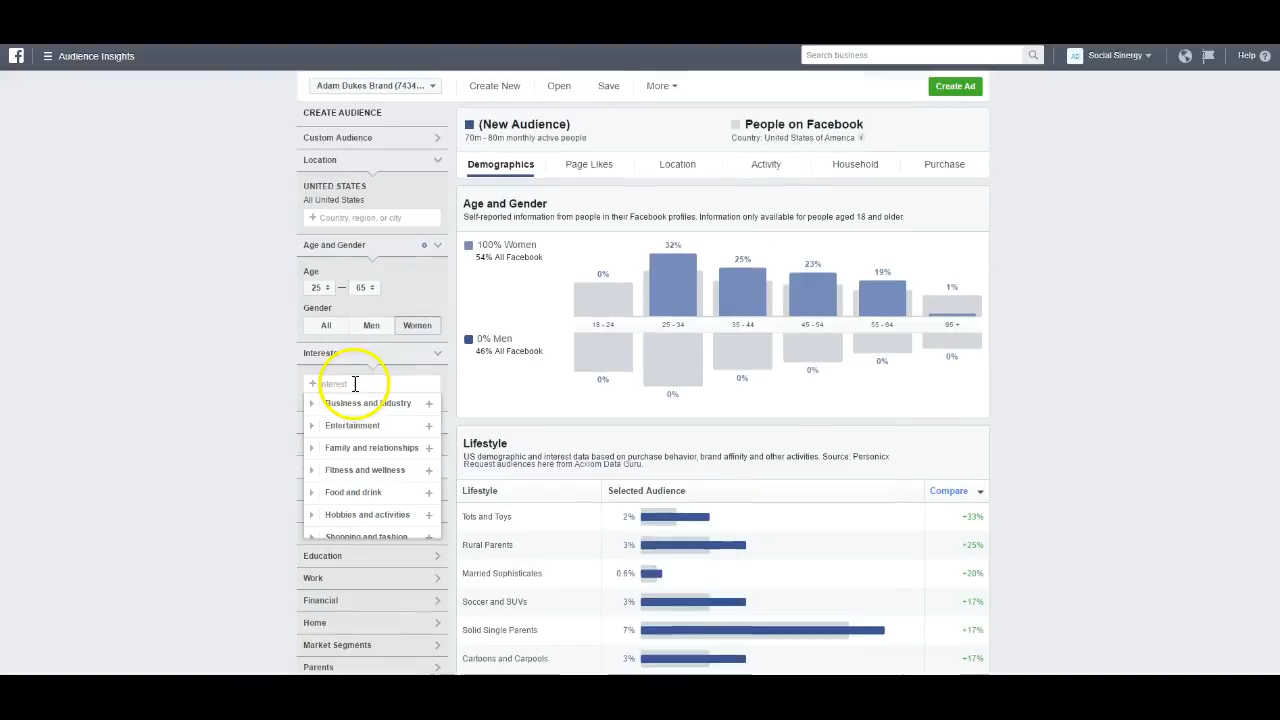 Audience Insights
Search business
AD Social Sinergy
Help
Adam Dukes Brand (7434...
Create New Open Save More
Create Ad
CREATE AUDIENCE
Custom Audience
Location
UNITED STATES
All United States
+ Country, region, or city
Age and Gender
Age
25 — 65
Gender
All Men Women
Interests
+ Interest
Business and industry +
Entertainment +
Family and relationships +
Fitness and wellness +
Food and drink +
Hobbies and activities +
Shopping and fashion +
Education
Work
Financial
Home
Market Segments
Parents
(New Audience)
70m - 80m monthly active people
People on Facebook
Country: United States of America
Demographics Page Likes Location Activity Household Purchase
Age and Gender
Self-reported information from people in their Facebook profiles. Information only available for people aged 18 and older.
100% Women
54% All Facebook
0% 32% 25% 23% 19% 1%
18 - 24 25 - 34 35 - 44 45 - 54 55 - 64 65 +
0% Men
46% All Facebook
0% 0% 0% 0% 0% 0%
Lifestyle
US demographic and interest data based on purchase behavior, brand affinity and other activities. Source: Personicx
Request audiences here from Acxiom Data Guru.
Lifestyle Selected Audience Compare
Tots and Toys 2% +33%
Rural Parents 3% +25%
Married Sophisticates 0.6% +20%
Soccer and SUVs 3% +17%
Solid Single Parents 7% +17%
Cartoons and Carpools 3% +17%